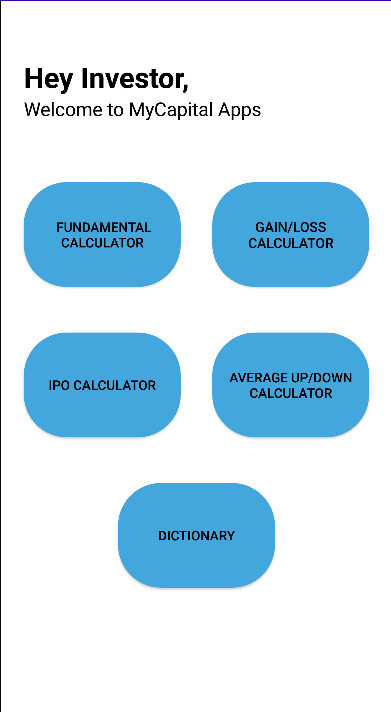 Hey Investor,
Welcome to MyCapital Apps
FUNDAMENTAL
CALCULATOR
GAIN/LOSS
CALCULATOR
IPO CALCULATOR
AVERAGE UP/DOWN
CALCULATOR
DICTIONARY